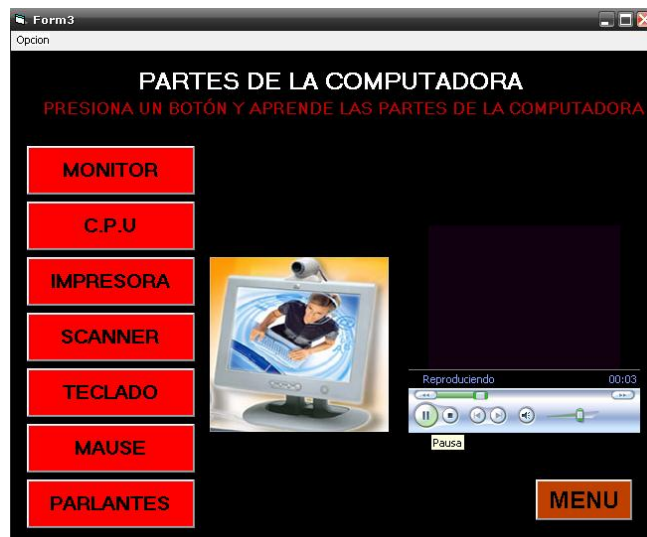 Form3
Opcion
PARTES DE LA COMPUTADORA
PRESIONA UN BOTÓN Y APRENDE LAS PARTES DE LA COMPUTADORA
MONITOR
C.P.U
IMPRESORA
SCANNER
TECLADO
MAUSE
PARLANTES
Reproduciendo 00:03
Pausa
MENU